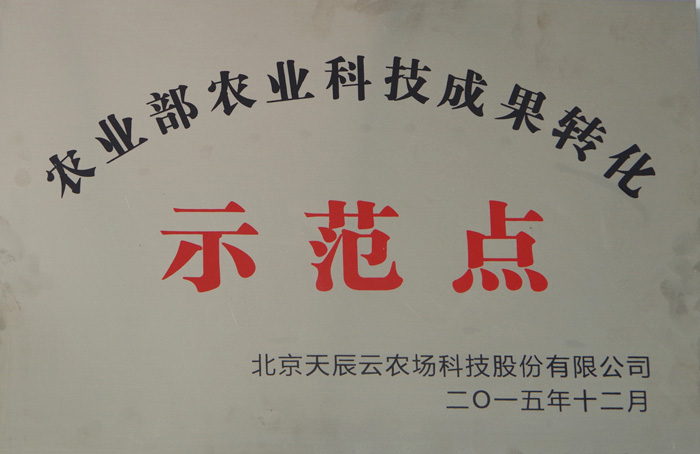 农业部农业科技成果转化
示范点
北京天辰云农场科技股份有限公司
二〇一五年十二月